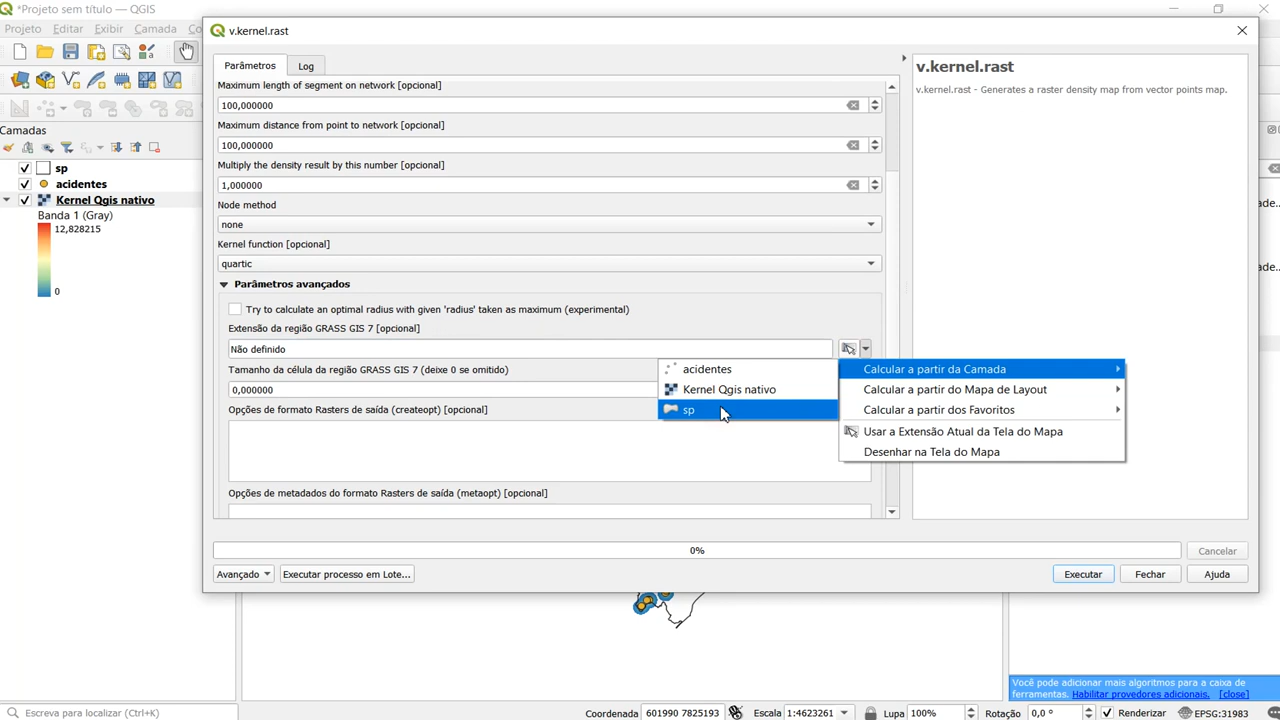 *Projeto sem título — QGIS
Projeto Editar Exibir Camada Co
v.kernel.rast
Parâmetros Log
Maximum length of segment on network [opcional]
100,000000
Maximum distance from point to network [opcional]
100,000000
Multiply the density result by this number [opcional]
1,000000
Node method
none
Kernel function [opcional]
quartic
Parâmetros avançados
Try to calculate an optimal radius with given 'radius' taken as maximum (experimental)
Extensão da região GRASS GIS 7 [opcional]
Não definido
Tamanho da célula da região GRASS GIS 7 (deixe 0 se omitido)
0,000000
Opções de formato Rasters de saída (createopt) [opcional]
Opções de metadados do formato Rasters de saída (metaopt) [opcional]
acidentes
Kernel Qgis nativo
sp
Calcular a partir da Camada
Calcular a partir do Mapa de Layout
Calcular a partir dos Favoritos
Usar a Extensão Atual da Tela do Mapa
Desenhar na Tela do Mapa
v.kernel.rast
v.kernel.rast - Generates a raster density map from vector points map.
0%
Cancelar
Avançado Executar processo em Lote... Executar Fechar Ajuda
Camadas
sp
acidentes
Kernel Qgis nativo
Banda 1 (Gray)
12,828215
0
ade..
ade..
Você pode adicionar mais algoritmos para a caixa de
ferramentas. Habilitar provedores adicionais. [close]
Escreva para localizar (Ctrl+K) Coordenada 601990 7825193 Escala 1:4623261 Lupa 100% Rotação 0,0 ° Renderizar EPSG:31983